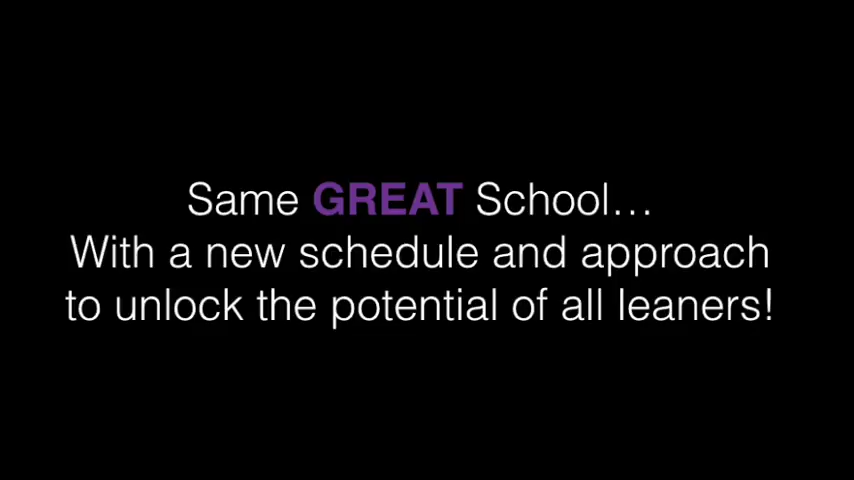 Same GREAT School...
With a new schedule and approach
to unlock the potential of all leaners!